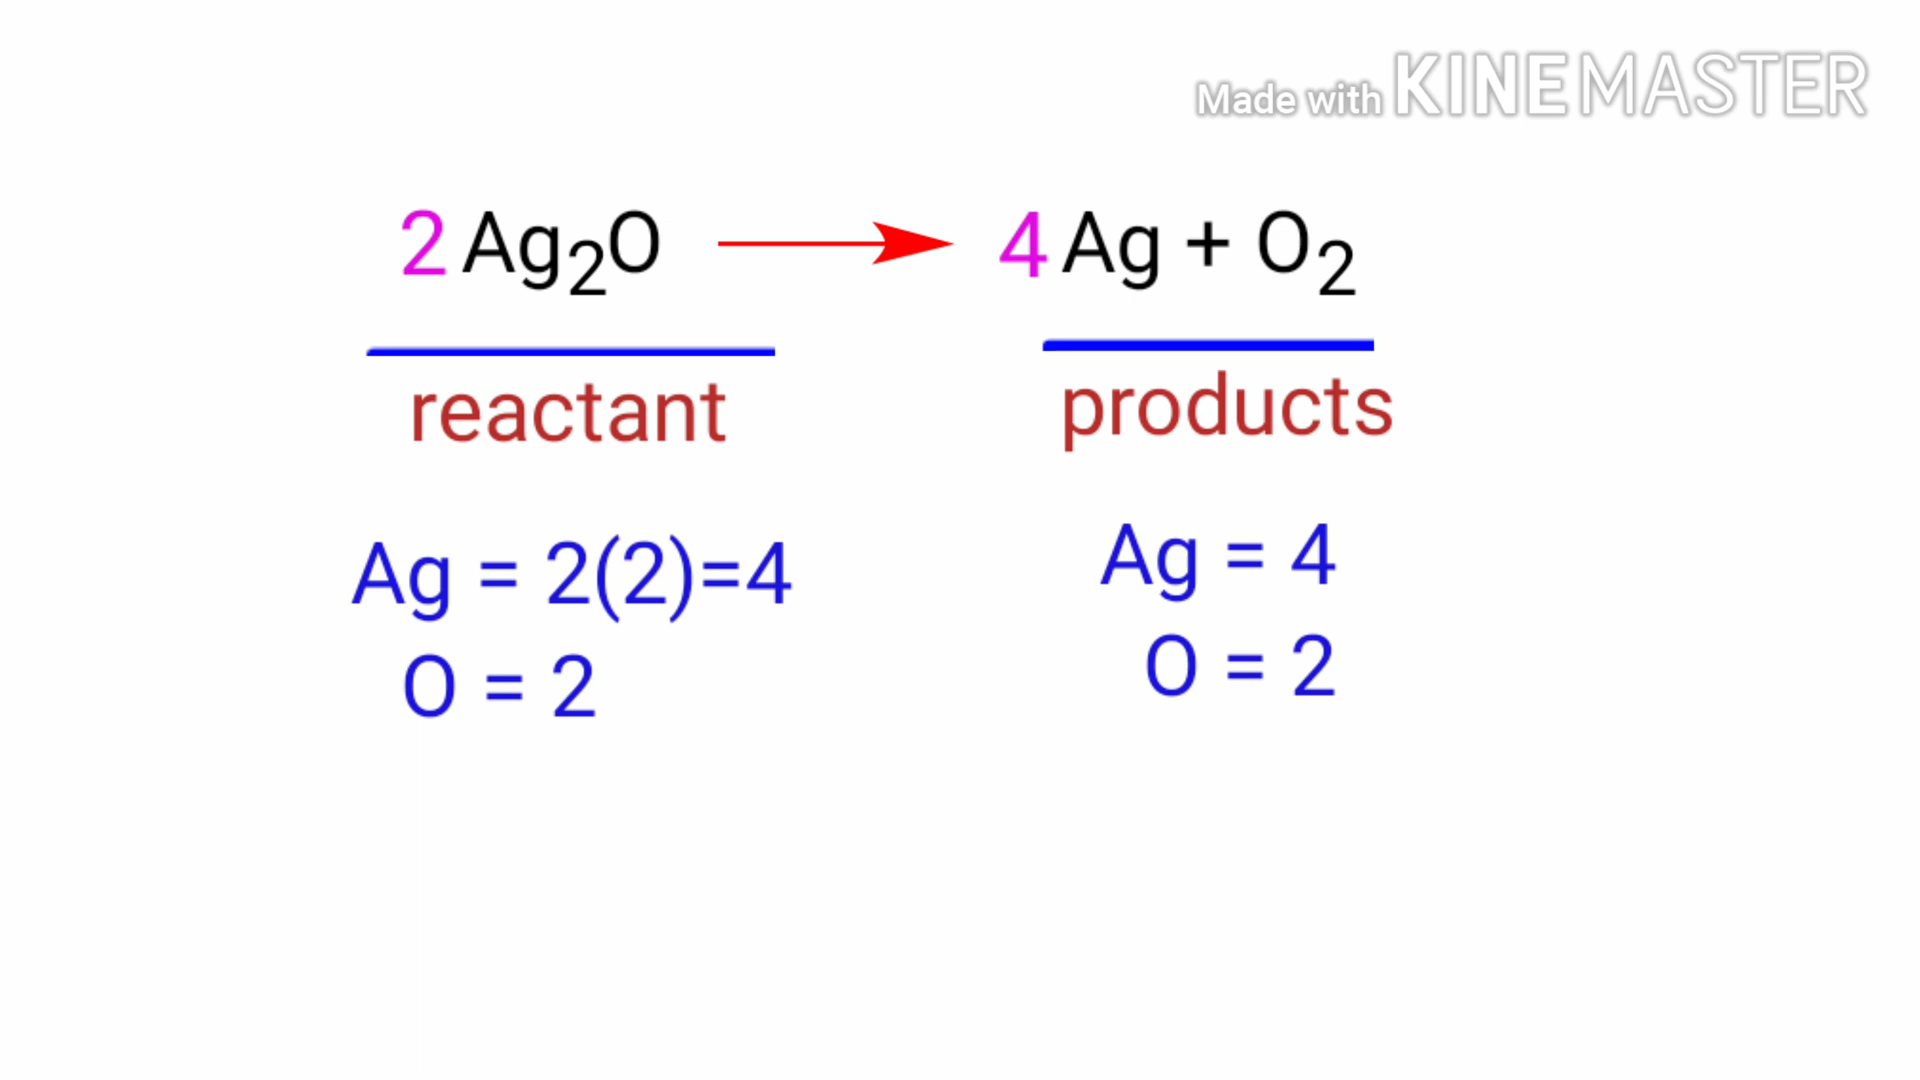 Made with KINEMASTER
2 Ag₂O 4 Ag + O₂
reactant products
Ag = 2(2)=4 Ag = 4
O = 2 O = 2